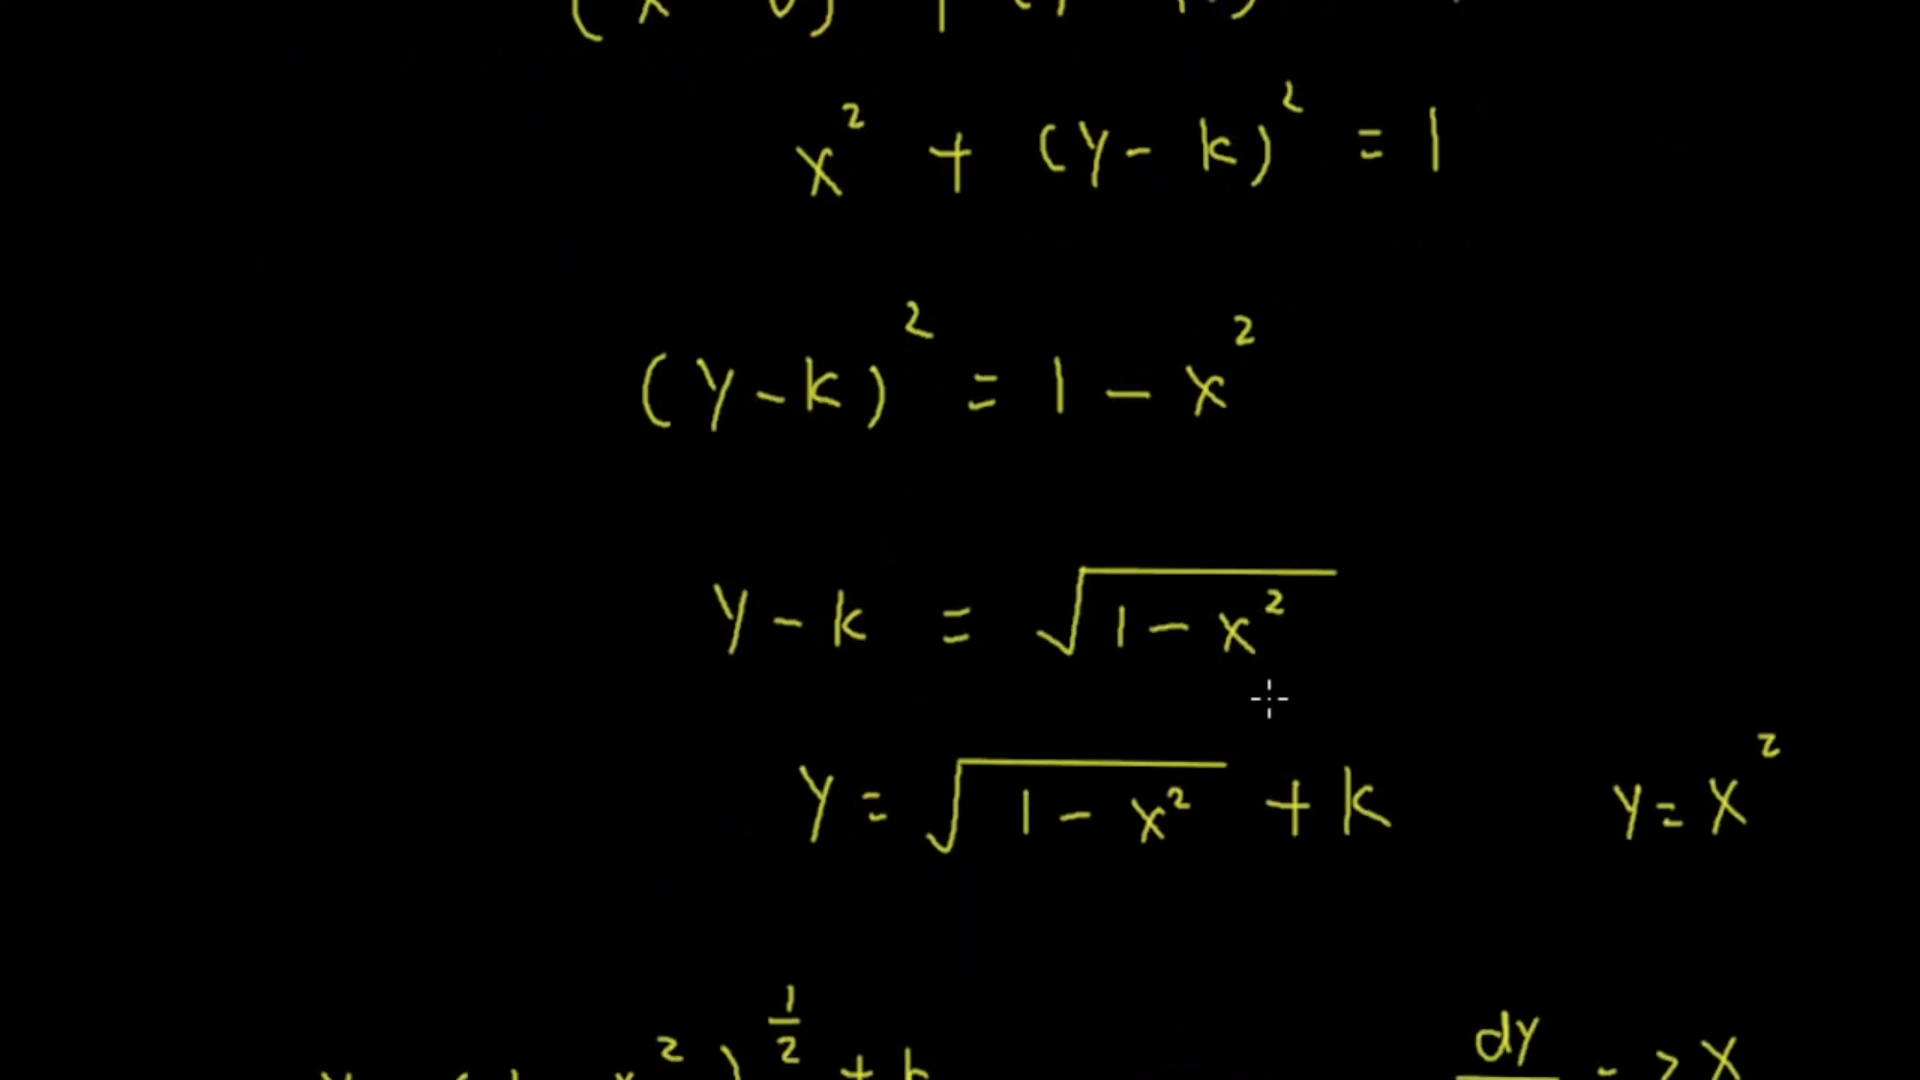 x² + (y - k)² = 1
(y - k)² = 1 - x²
y - k = √(1 - x²)
y = √(1 - x²) + k
y = x²